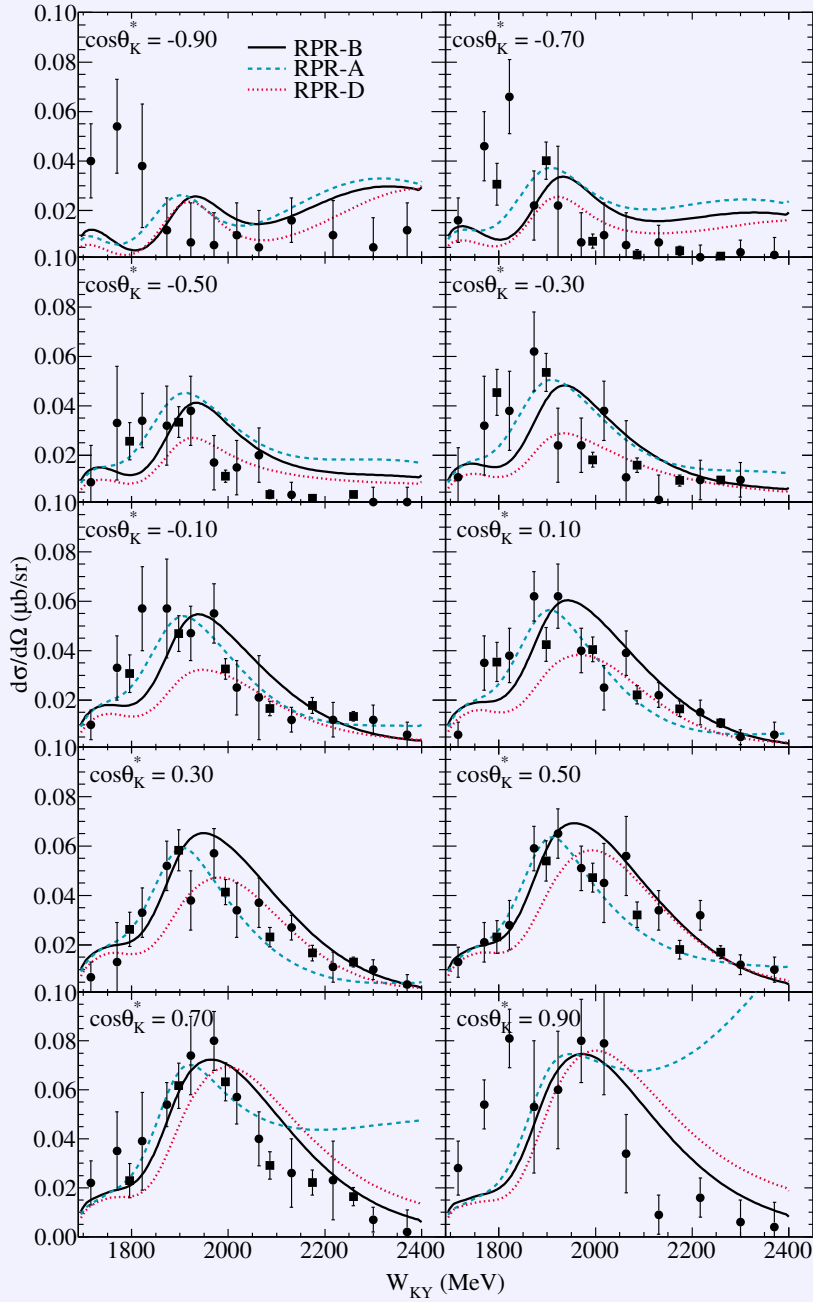 cosθ*K = -0.90
RPR-B
RPR-A
RPR-D
cosθ*K = -0.70
0.10
0.08
0.06
0.04
0.02
cosθ*K = -0.50
cosθ*K = -0.30
0.10
0.08
0.06
0.04
0.02
cosθ*K = -0.10
cosθ*K = 0.10
0.10
0.08
0.06
0.04
0.02
cosθ*K = 0.30
cosθ*K = 0.50
0.10
0.08
0.06
0.04
0.02
cosθ*K = 0.70
cosθ*K = 0.90
0.10
0.08
0.06
0.04
0.02
0.00
dσ/dΩ (μb/sr)
1800 2000 2200 2400 1800 2000 2200 2400
WKY (MeV)